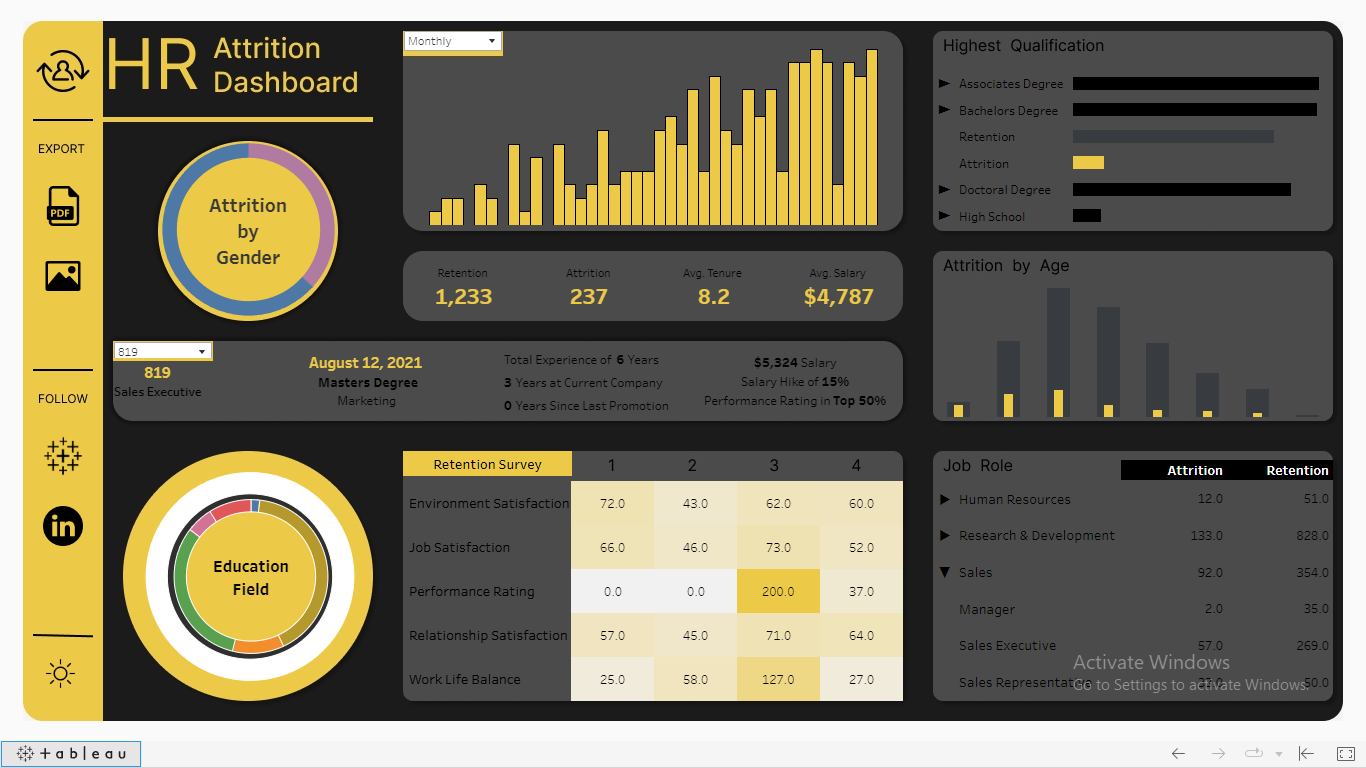 HR Attrition
Dashboard
EXPORT
PDF
FOLLOW
in
Attrition
by
Gender
Monthly
Retention Attrition Avg. Tenure Avg. Salary
1,233 237 8.2 $4,787
819
819
Sales Executive
August 12, 2021
Masters Degree
Marketing
Total Experience of 6 Years
3 Years at Current Company
0 Years Since Last Promotion
$5,324 Salary
Salary Hike of 15%
Performance Rating in Top 50%
Education
Field
Retention Survey 1 2 3 4
Environment Satisfaction 72.0 43.0 62.0 60.0
Job Satisfaction 66.0 46.0 73.0 52.0
Performance Rating 0.0 0.0 200.0 37.0
Relationship Satisfaction 57.0 45.0 71.0 64.0
Work Life Balance 25.0 58.0 127.0 27.0
Highest Qualification
Associates Degree
Bachelors Degree
Retention
Attrition
Doctoral Degree
High School
Attrition by Age
Job Role Attrition Retention
Human Resources 12.0 51.0
Research & Development 133.0 828.0
Sales 92.0 354.0
Manager 2.0 35.0
Sales Executive 57.0 269.0
Sales Representative 50.0
Activate Windows
Go to Settings to activate Windows.
tableau